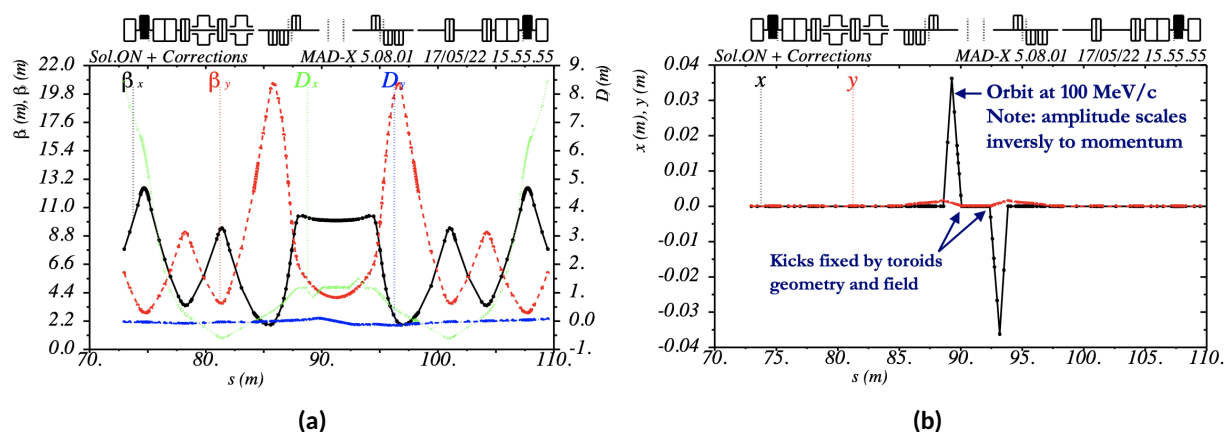 Sol.ON + Corrections MAD-X 5.08.01 17/05/22 15.55.55
22.0
19.8
17.6
15.4
13.2
11.0
8.8
6.6
4.4
2.2
0.0
β (m), β (m)
βx βy Dx Dy
9.
8.
7.
6.
5.
4.
3.
2.
1.
0.0
-1.
D (m)
70. 80. 90. 100. 110.
s (m)
(a)
Sol.ON + Corrections MAD-X 5.08.01 17/05/22 15.55.55
0.04
0.03
0.02
0.01
0.0
-0.01
-0.02
-0.03
-0.04
x (m), y (m)
x y
Orbit at 100 MeV/c
Note: amplitude scales
inversly to momentum
Kicks fixed by toroids
geometry and field
70. 75. 80. 85. 90. 95. 100. 105. 110.
s (m)
(b)